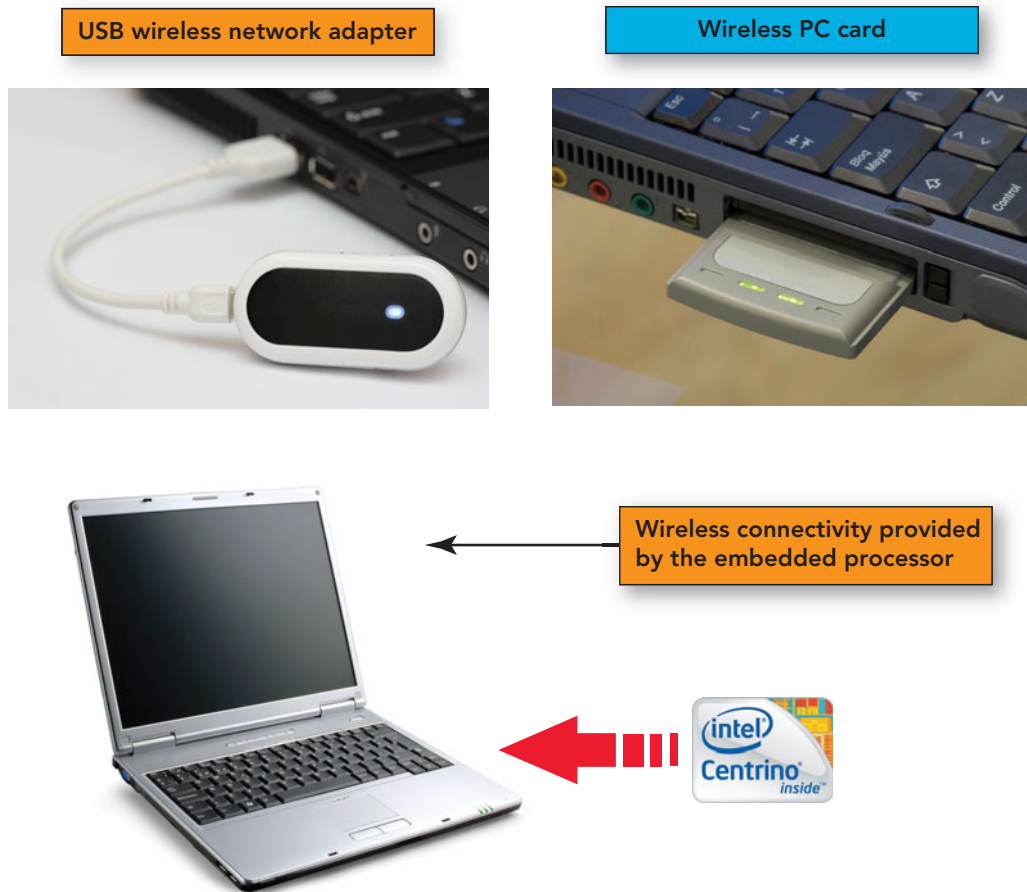 USB wireless network adapter
Wireless PC card
Esc
Bloq
Mayús
A
Z
<
Control
Wireless connectivity provided
by the embedded processor
intel
Centrino
inside™